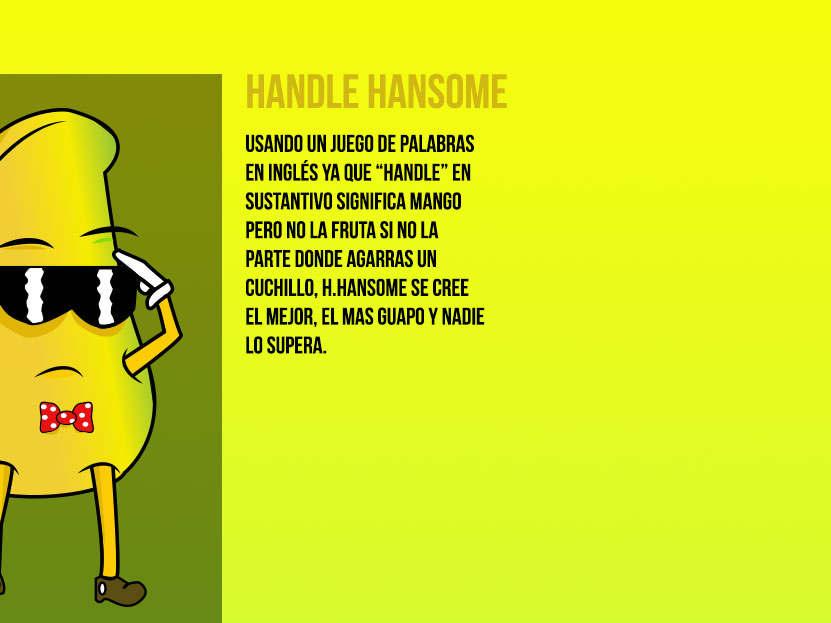 HANDLE HANSOME
USANDO UN JUEGO DE PALABRAS
EN INGLÉS YA QUE “HANDLE” EN
SUSTANTIVO SIGNIFICA MANGO
PERO NO LA FRUTA SI NO LA
PARTE DONDE AGARRAS UN
CUCHILLO, H.HANSOME SE CREE
EL MEJOR, EL MAS GUAPO Y NADIE
LO SUPERA.